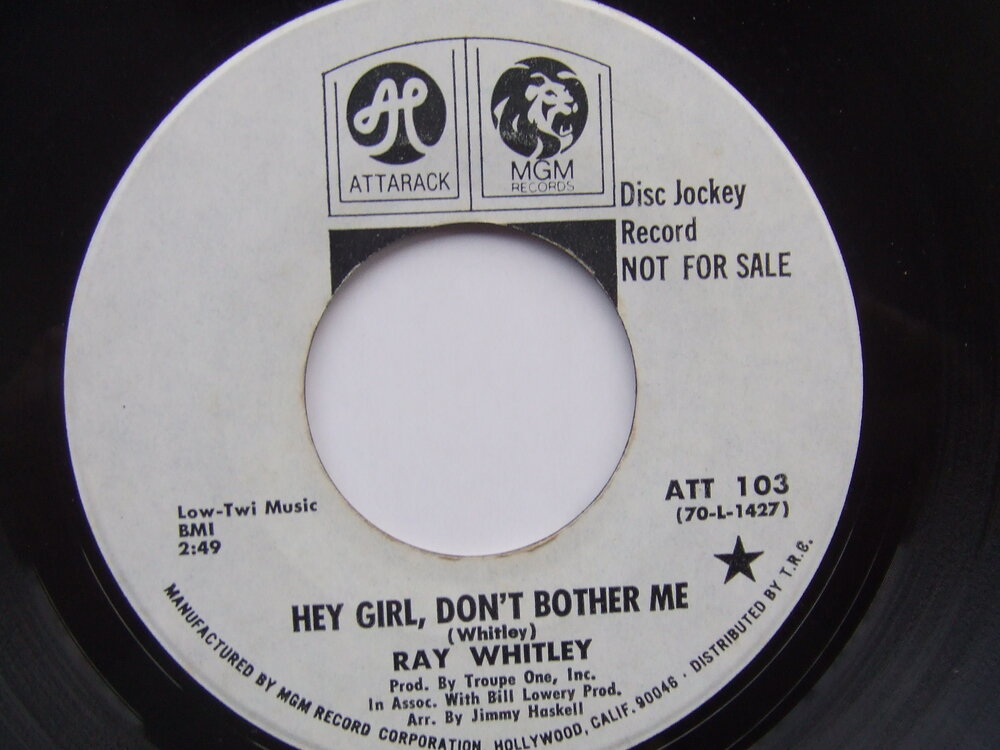 ATTARACK
MGM
RECORDS
Disc Jockey
Record
NOT FOR SALE
Low-Twi Music
BMI
2:49
ATT 103
(70-L-1427)
HEY GIRL, DON'T BOTHER ME
(Whitley)
RAY WHITLEY
Prod. By Troupe One, Inc.
In Assoc. With Bill Lowery Prod.
Arr. By Jimmy Haskell
MANUFACTURED BY MGM RECORD CORPORATION, HOLLYWOOD, CALIF. 90046 · DISTRIBUTED BY T.R.C.